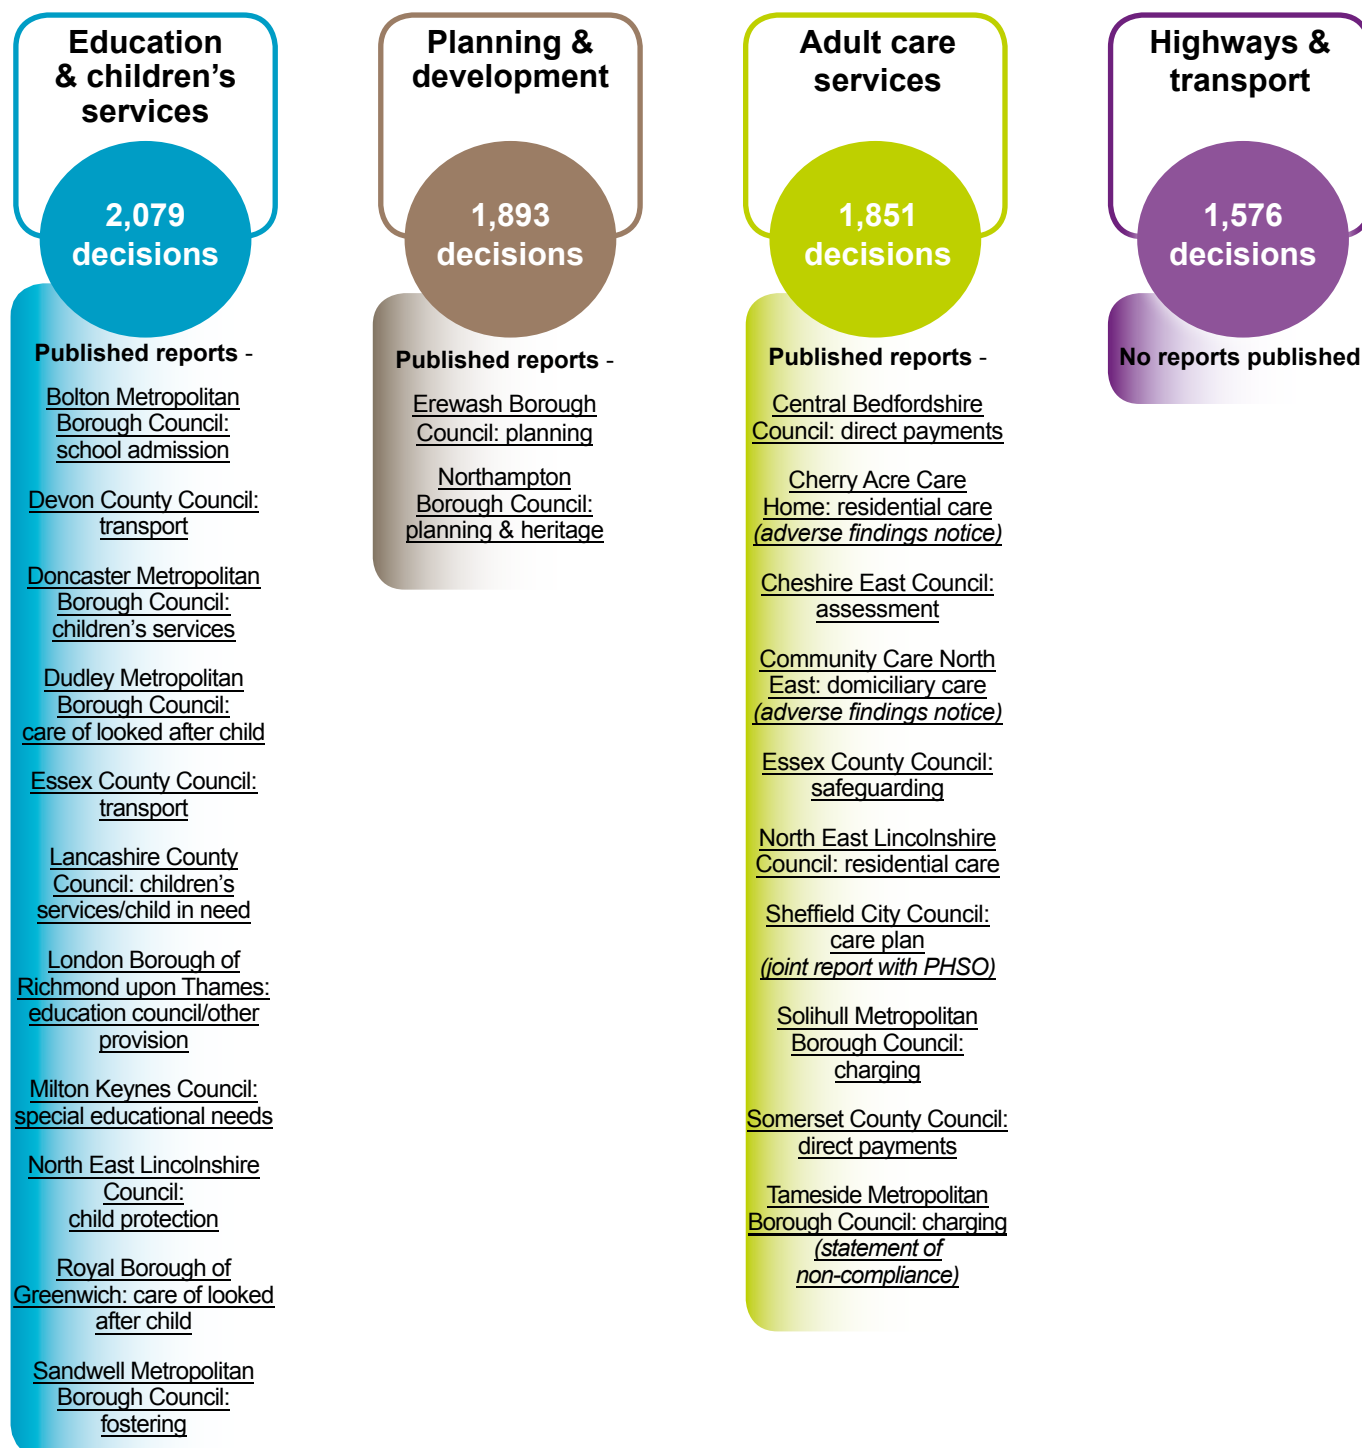 Education
& children’s
services
2,079
decisions
Published reports -
Bolton Metropolitan
Borough Council:
school admission
Devon County Council:
transport
Doncaster Metropolitan
Borough Council:
children’s services
Dudley Metropolitan
Borough Council:
care of looked after child
Essex County Council:
transport
Lancashire County
Council: children’s
services/child in need
London Borough of
Richmond upon Thames:
education council/other
provision
Milton Keynes Council:
special educational needs
North East Lincolnshire
Council:
child protection
Royal Borough of
Greenwich: care of looked
after child
Sandwell Metropolitan
Borough Council:
fostering
Planning &
development
1,893
decisions
Published reports -
Erewash Borough
Council: planning
Northampton
Borough Council:
planning & heritage
Adult care
services
1,851
decisions
Published reports -
Central Bedfordshire
Council: direct payments
Cherry Acre Care
Home: residential care
(adverse findings notice)
Cheshire East Council:
assessment
Community Care North
East: domiciliary care
(adverse findings notice)
Essex County Council:
safeguarding
North East Lincolnshire
Council: residential care
Sheffield City Council:
care plan
(joint report with PHSO)
Solihull Metropolitan
Borough Council:
charging
Somerset County Council:
direct payments
Tameside Metropolitan
Borough Council: charging
(statement of
non-compliance)
Highways &
transport
1,576
decisions
No reports published